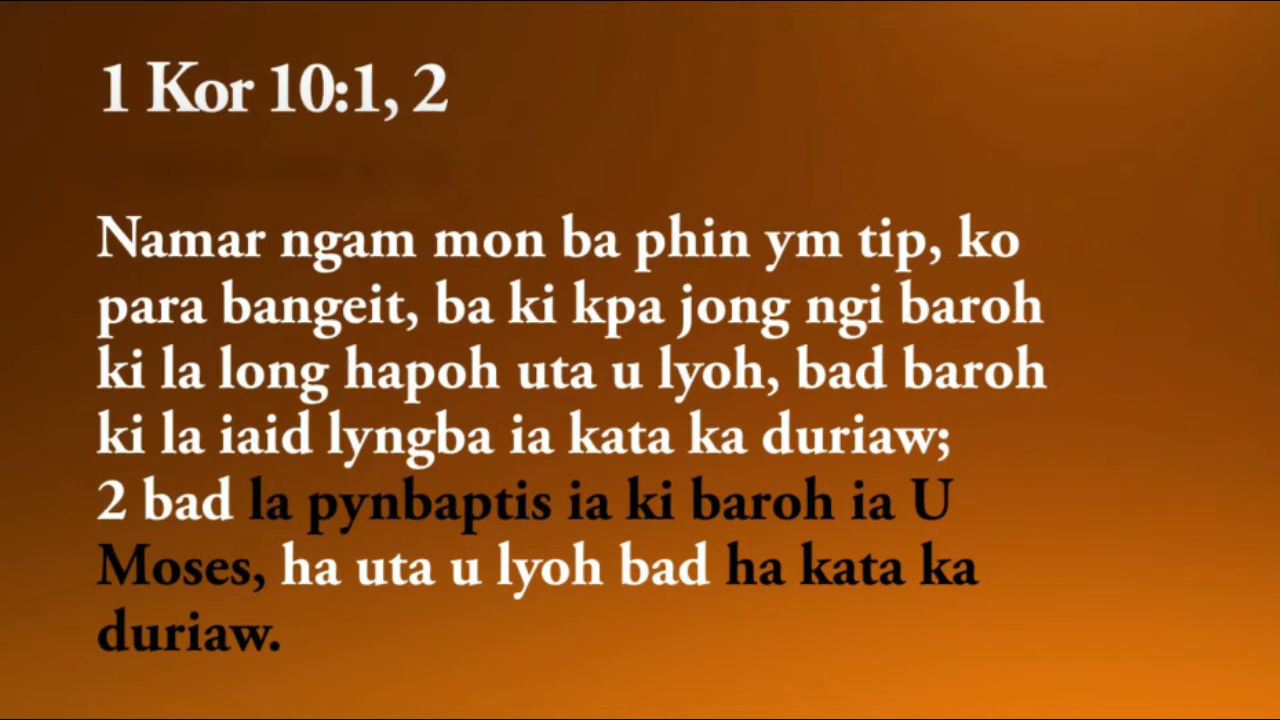 1 Kor 10:1, 2
Namar ngam mon ba phin ym tip, ko
para bangeit, ba ki kpa jong ngi baroh
ki la long hapoh uta u lyoh, bad baroh
ki la iaid lyngba ia kata ka duriaw;
2 bad la pynbaptis ia ki baroh ia U
Moses, ha uta u lyoh bad ha kata ka
duriaw.